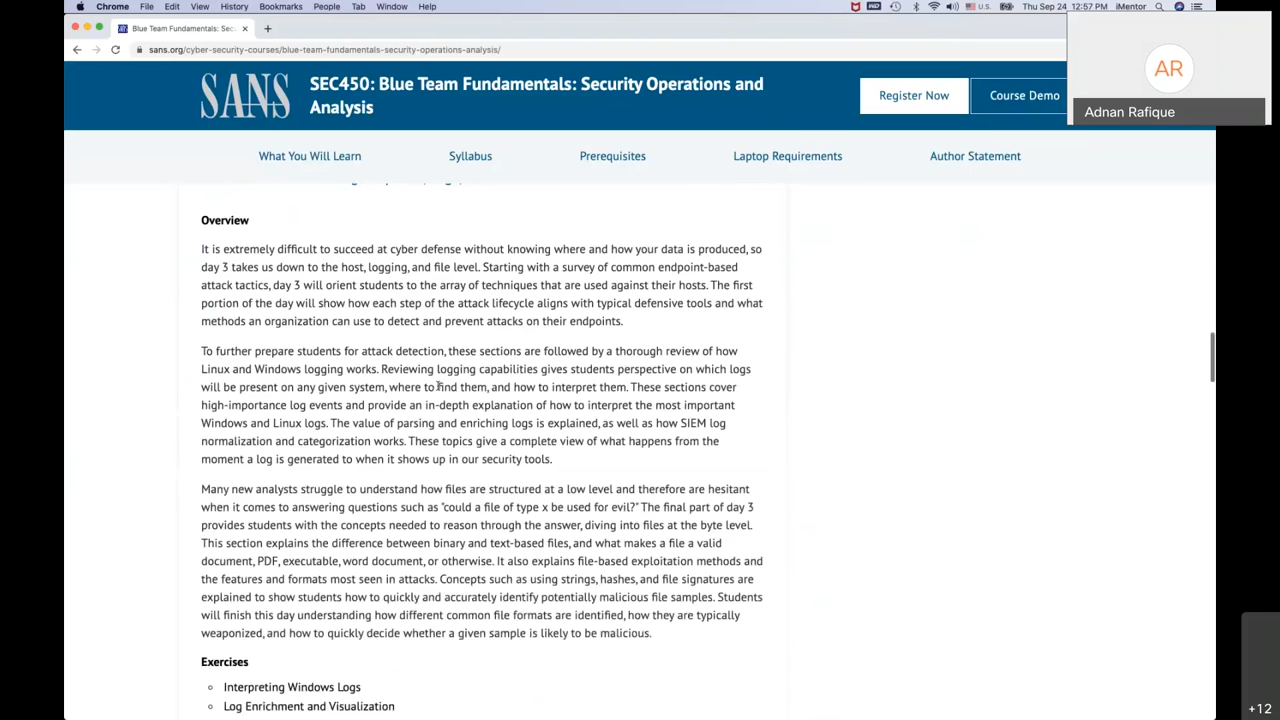 Chrome File Edit View History Bookmarks People Tab Window Help
U.S. Thu Sep 24 12:57 PM iMentor
Blue Team Fundamentals: Sec
sans.org/cyber-security-courses/blue-team-fundamentals-security-operations-analysis/
AR
Adnan Rafique
SANS
SEC450: Blue Team Fundamentals: Security Operations and
Analysis
Register Now
Course Demo
What You Will Learn
Syllabus
Prerequisites
Laptop Requirements
Author Statement
Overview
It is extremely difficult to succeed at cyber defense without knowing where and how your data is produced, so
day 3 takes us down to the host, logging, and file level. Starting with a survey of common endpoint-based
attack tactics, day 3 will orient students to the array of techniques that are used against their hosts. The first
portion of the day will show how each step of the attack lifecycle aligns with typical defensive tools and what
methods an organization can use to detect and prevent attacks on their endpoints.
To further prepare students for attack detection, these sections are followed by a thorough review of how
Linux and Windows logging works. Reviewing logging capabilities gives students perspective on which logs
will be present on any given system, where to find them, and how to interpret them. These sections cover
high-importance log events and provide an in-depth explanation of how to interpret the most important
Windows and Linux logs. The value of parsing and enriching logs is explained, as well as how SIEM log
normalization and categorization works. These topics give a complete view of what happens from the
moment a log is generated to when it shows up in our security tools.
Many new analysts struggle to understand how files are structured at a low level and therefore are hesitant
when it comes to answering questions such as "could a file of type x be used for evil?" The final part of day 3
provides students with the concepts needed to reason through the answer, diving into files at the byte level.
This section explains the difference between binary and text-based files, and what makes a file a valid
document, PDF, executable, word document, or otherwise. It also explains file-based exploitation methods and
the features and formats most seen in attacks. Concepts such as using strings, hashes, and file signatures are
explained to show students how to quickly and accurately identify potentially malicious file samples. Students
will finish this day understanding how different common file formats are identified, how they are typically
weaponized, and how to quickly decide whether a given sample is likely to be malicious.
Exercises
Interpreting Windows Logs
Log Enrichment and Visualization
+12